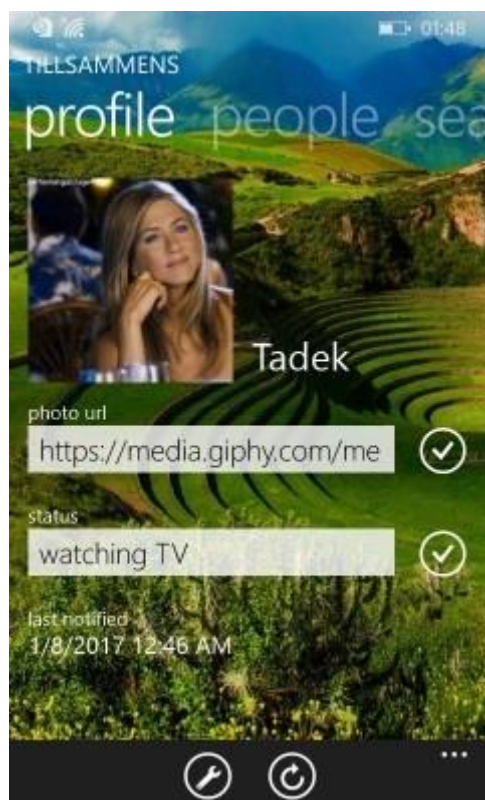 01:48
TILLSAMMENS
profile people sea
Tadek
photo url
https://media.giphy.com/me
status
watching TV
last notified
1/8/2017 12:46 AM